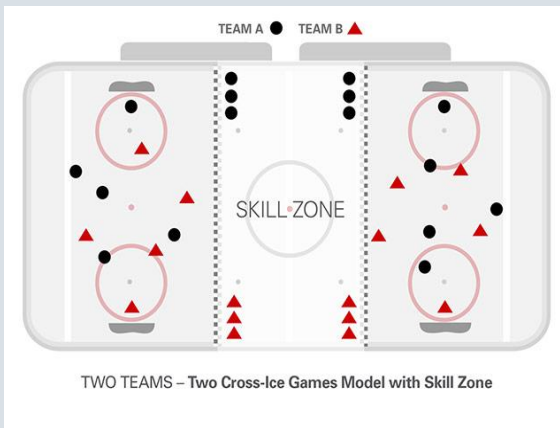 TEAM A TEAM B
SKILL ZONE
TWO TEAMS – Two Cross-Ice Games Model with Skill Zone